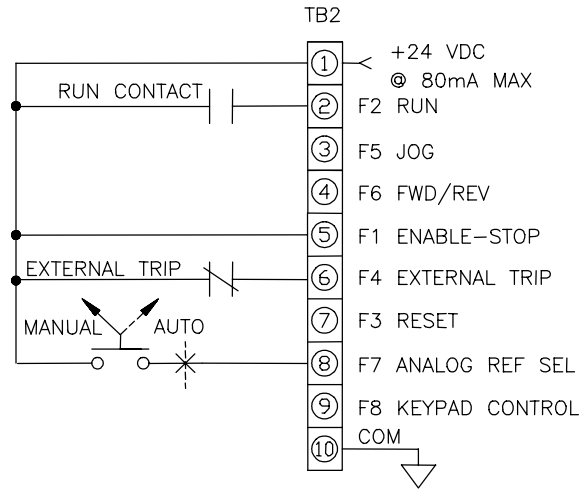 TB2
1 +24 VDC
@ 80mA MAX
RUN CONTACT 2 F2 RUN
3 F5 JOG
4 F6 FWD/REV
5 F1 ENABLE-STOP
EXTERNAL TRIP 6 F4 EXTERNAL TRIP
MANUAL AUTO 7 F3 RESET
8 F7 ANALOG REF SEL
9 F8 KEYPAD CONTROL
10 COM